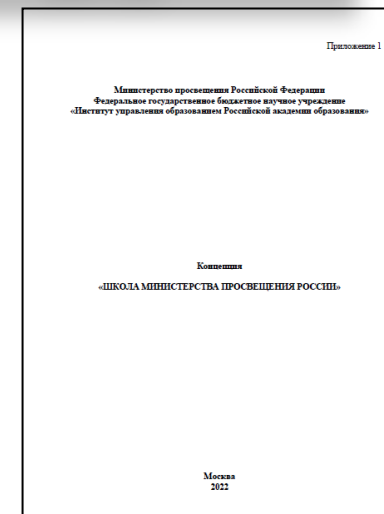 Приложение 1
Министерство просвещения Российской Федерации
Федеральное государственное бюджетное научное учреждение
«Институт управления образованием Российской академии образования»
Концепция
«ШКОЛА МИНИСТЕРСТВА ПРОСВЕЩЕНИЯ РОССИИ»
Москва
2022